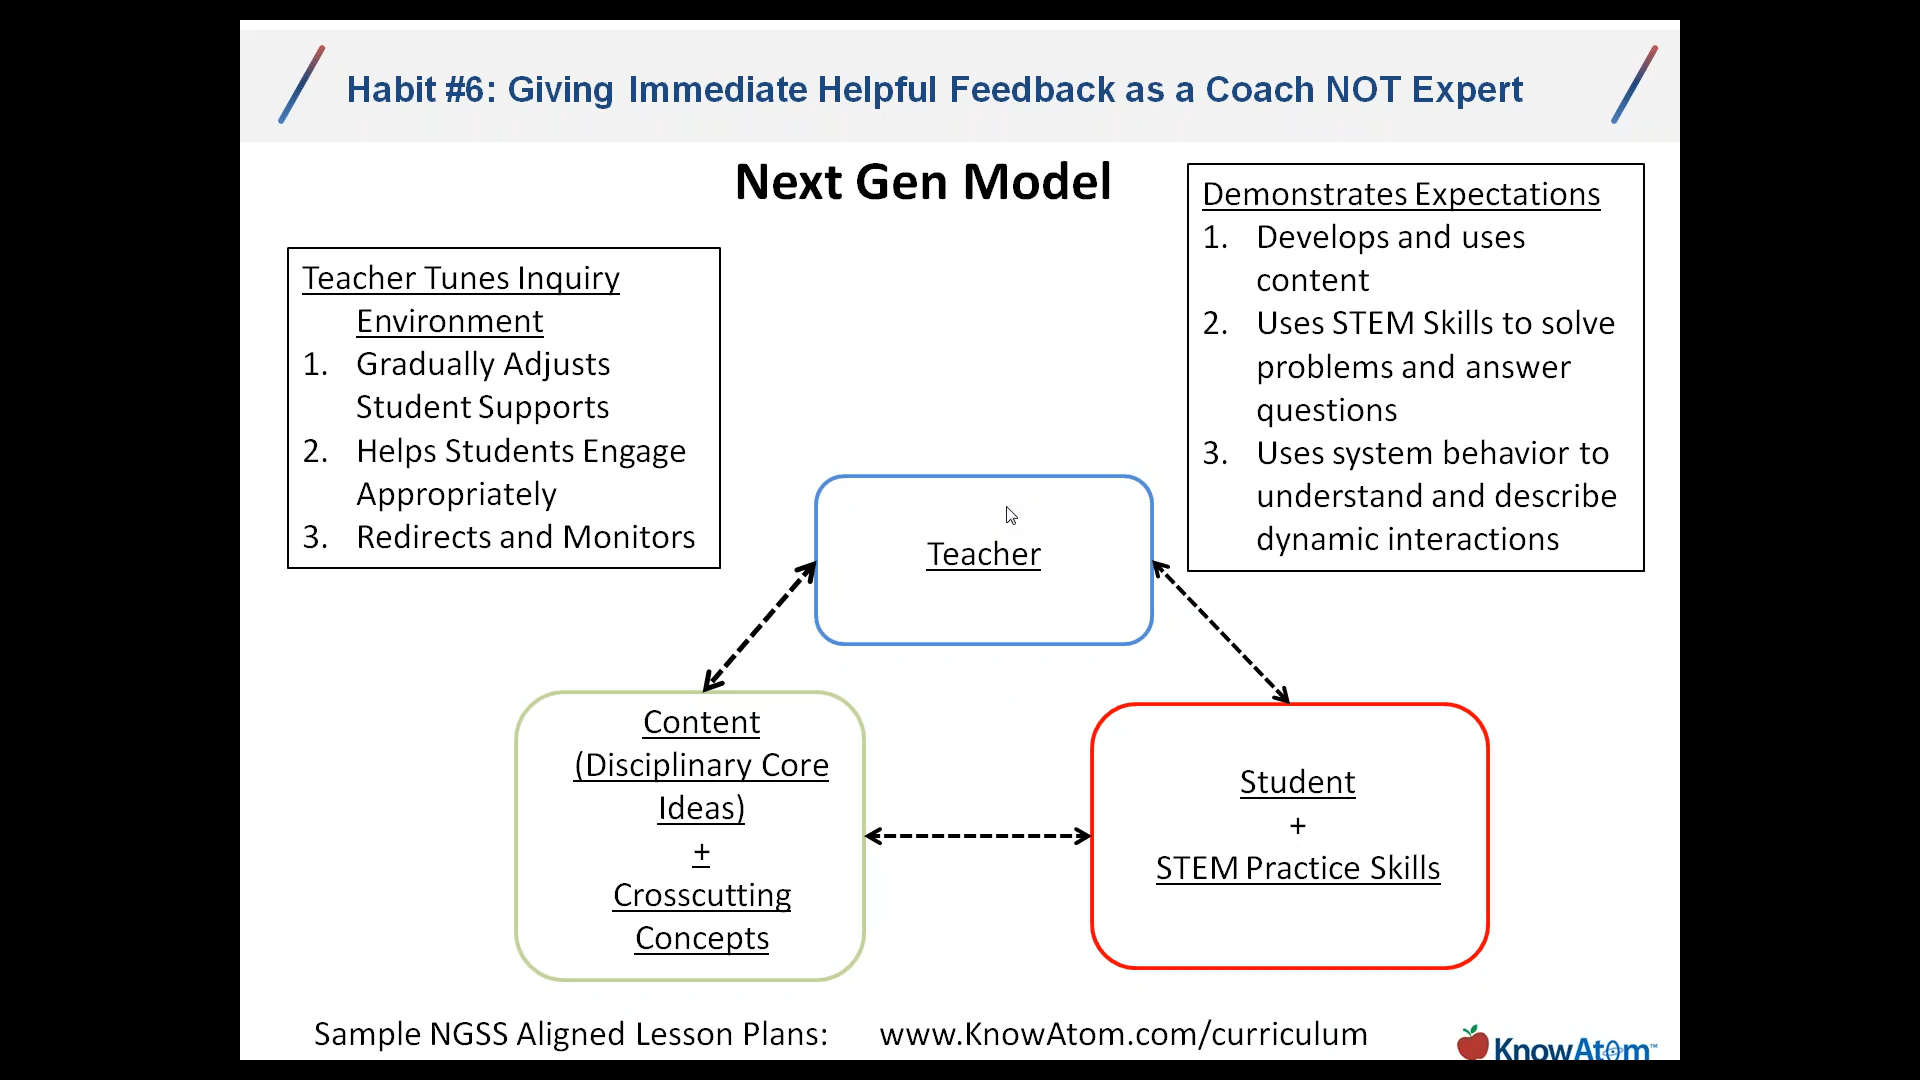 Habit #6: Giving Immediate Helpful Feedback as a Coach NOT Expert
Next Gen Model
Teacher Tunes Inquiry
Environment
1. Gradually Adjusts
Student Supports
2. Helps Students Engage
Appropriately
3. Redirects and Monitors
Demonstrates Expectations
1. Develops and uses
content
2. Uses STEM Skills to solve
problems and answer
questions
3. Uses system behavior to
understand and describe
dynamic interactions
Teacher
Content
(Disciplinary Core
Ideas)
+
Crosscutting
Concepts
Student
+
STEM Practice Skills
Sample NGSS Aligned Lesson Plans: www.KnowAtom.com/curriculum
KnowAtom™